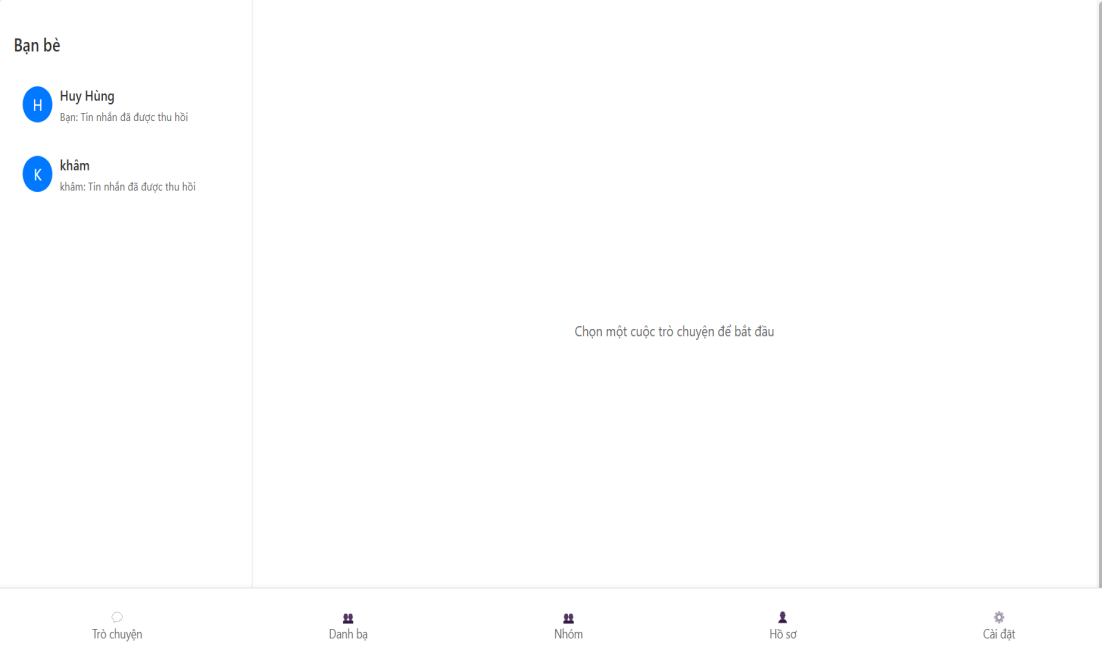 Bạn bè
H
Huy Hùng
Bạn: Tin nhắn đã được thu hồi
K
khâm
khâm: Tin nhắn đã được thu hồi
Chọn một cuộc trò chuyện để bắt đầu
Trò chuyện
Danh bạ
Nhóm
Hồ sơ
Cài đặt